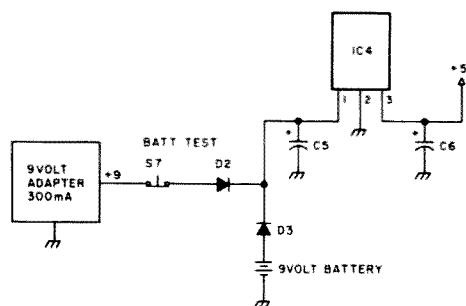 IC4
+5
1 2 3
BATT TEST
C5
C6
S7
D2
9VOLT
ADAPTER
300mA
+9
+
+
D3
9VOLT BATTERY